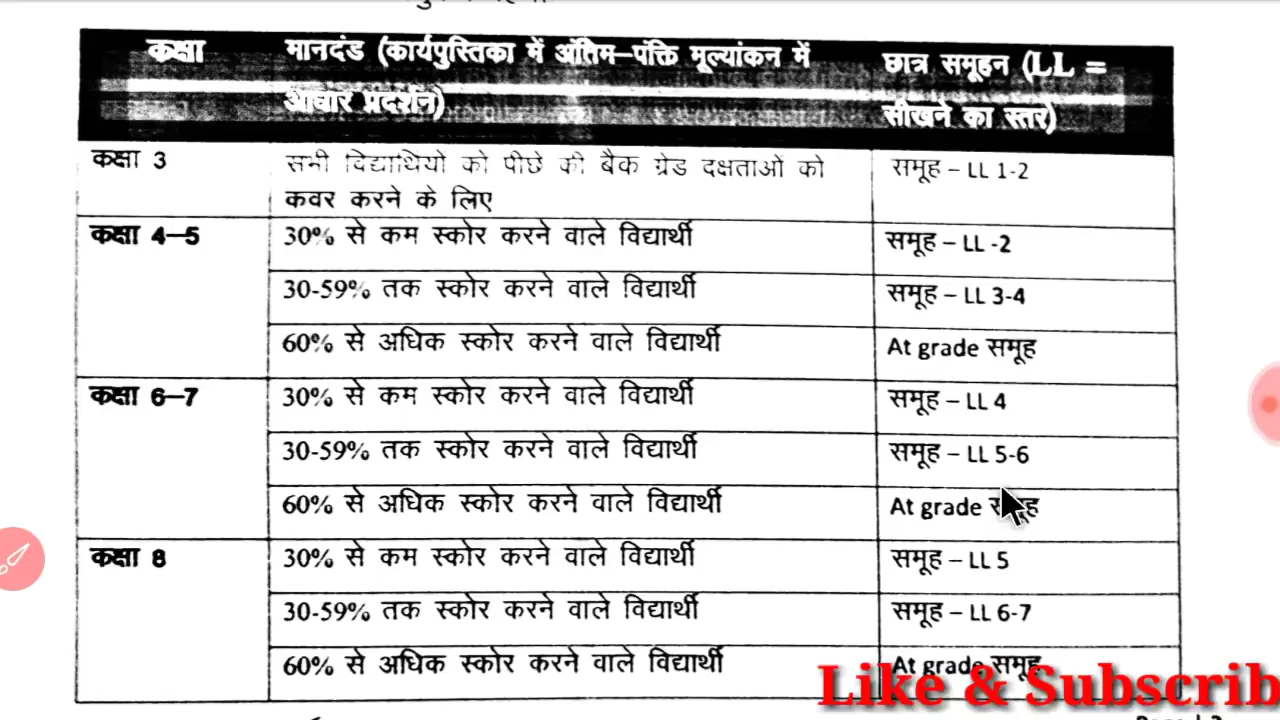 कक्षा
मानदंड (कार्यपुस्तिका में अंतिम-पंक्ति मूल्यांकन में
आधार प्रदर्शन)
छात्र समूहन (LL =
सीखने का स्तर)
कक्षा 3
सभी विद्याथियों को पीछे की बैक ग्रेड दक्षताओं को
कवर करने के लिए
समूह – LL 1-2
कक्षा 4–5
30% से कम स्कोर करने वाले विद्यार्थी
समूह – LL -2
30-59% तक स्कोर करने वाले विद्यार्थी
समूह – LL 3-4
60% से अधिक स्कोर करने वाले विद्यार्थी
At grade समूह
कक्षा 6–7
30% से कम स्कोर करने वाले विद्यार्थी
समूह – LL 4
30-59% तक स्कोर करने वाले विद्यार्थी
समूह – LL 5-6
60% से अधिक स्कोर करने वाले विद्यार्थी
At grade समूह
कक्षा 8
30% से कम स्कोर करने वाले विद्यार्थी
समूह – LL 5
30-59% तक स्कोर करने वाले विद्यार्थी
समूह – LL 6-7
60% से अधिक स्कोर करने वाले विद्यार्थी
At grade समूह
Like & Subscrib